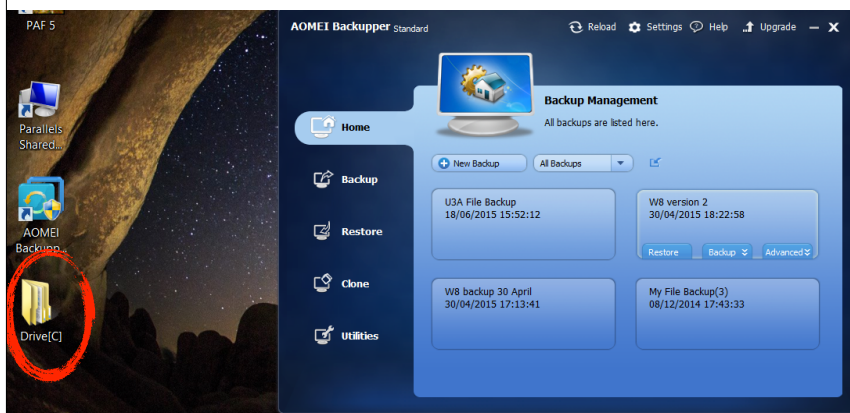 PAF 5
Parallels
Shared...
AOMEI
Backupp...
Drive[C]
AOMEI Backupper Standard
Reload Settings Help Upgrade
Home
Backup
Restore
Clone
Utilities
Backup Management
All backups are listed here.
New Backup All Backups
U3A File Backup
18/06/2015 15:52:12
W8 version 2
30/04/2015 18:22:58
Restore Backup Advanced
W8 backup 30 April
30/04/2015 17:13:41
My File Backup(3)
08/12/2014 17:43:33